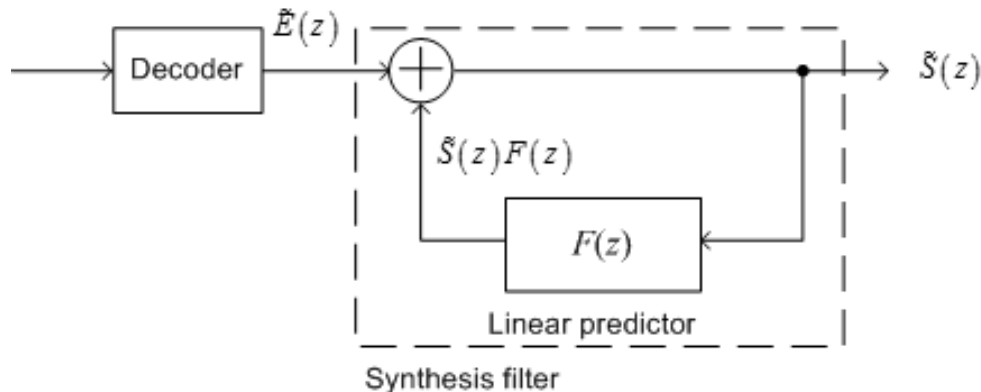 Ẽ(z)
Decoder
S̃(z)
S̃(z)F(z)
F(z)
Linear predictor
Synthesis filter